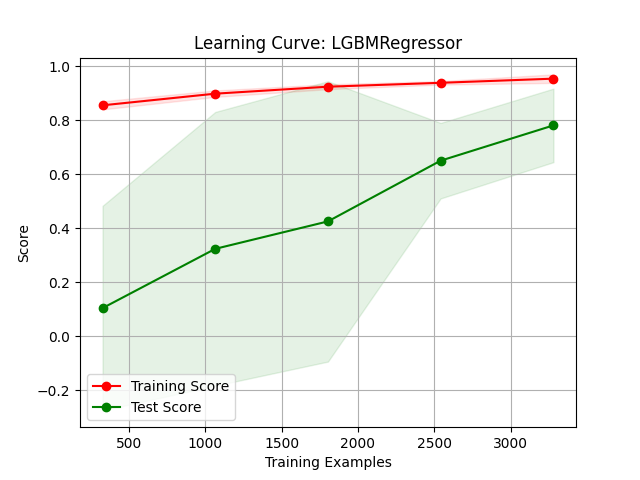 Learning Curve: LGBMRegressor
1.0
0.8
0.6
0.4
0.2
0.0
−0.2
Score
Training Score
Test Score
500 1000 1500 2000 2500 3000
Training Examples